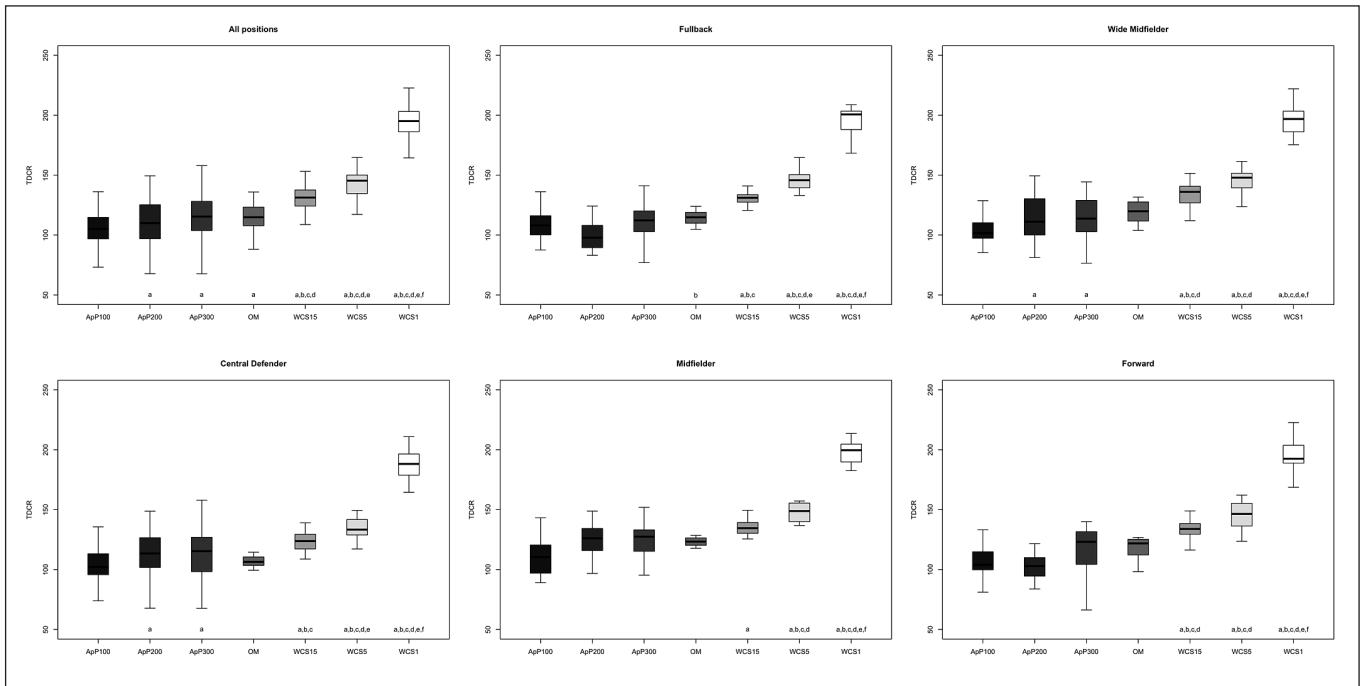 All positions
TDCR
250
200
150
100
50
a
a
a
a,b,c,d
a,b,c,d,e
a,b,c,d,e,f
ApP100
ApP200
ApP300
OM
WCS15
WCS5
WCS1
Fullback
TDCR
250
200
150
100
50
b
a,b,c
a,b,c,d,e
a,b,c,d,e,f
ApP100
ApP200
ApP300
OM
WCS15
WCS5
WCS1
Wide Midfielder
TDCR
250
200
150
100
50
a
a
a,b,c,d
a,b,c,d
a,b,c,d,e,f
ApP100
ApP200
ApP300
OM
WCS15
WCS5
WCS1
Central Defender
TDCR
250
200
150
100
50
a
a
a,b,c
a,b,c,d,e
a,b,c,d,e,f
ApP100
ApP200
ApP300
OM
WCS15
WCS5
WCS1
Midfielder
TDCR
250
200
150
100
50
a
a,b,c,d
a,b,c,d,e,f
ApP100
ApP200
ApP300
OM
WCS15
WCS5
WCS1
Forward
TDCR
250
200
150
100
50
a,b,c,d
a,b,c,d
a,b,c,d,e,f
ApP100
ApP200
ApP300
OM
WCS15
WCS5
WCS1